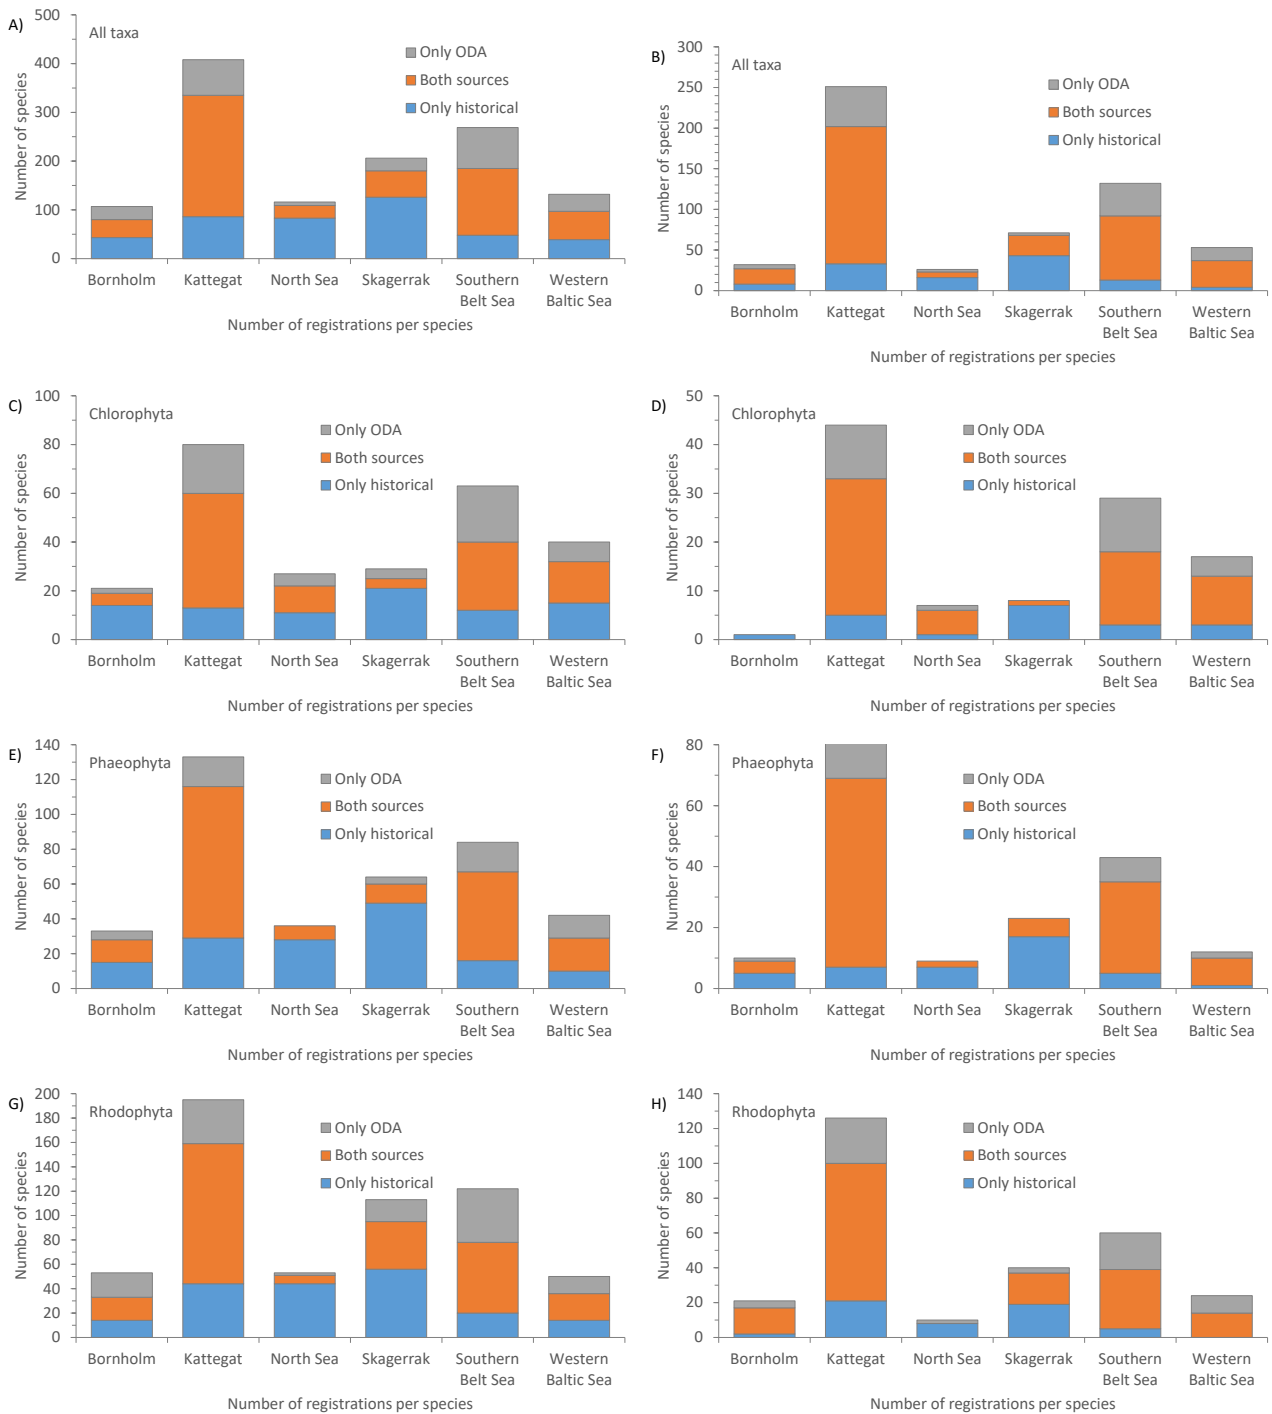 A)
All taxa
Number of species
500
400
300
200
100
0
Only ODA
Both sources
Only historical
Bornholm
Kattegat
North Sea
Skagerrak
Southern
Belt Sea
Western
Baltic Sea
Number of registrations per species
B)
All taxa
Number of species
300
250
200
150
100
50
0
Only ODA
Both sources
Only historical
Bornholm
Kattegat
North Sea
Skagerrak
Southern
Belt Sea
Western
Baltic Sea
Number of registrations per species
C)
Chlorophyta
Number of species
100
80
60
40
20
0
Only ODA
Both sources
Only historical
Bornholm
Kattegat
North Sea
Skagerrak
Southern
Belt Sea
Western
Baltic Sea
Number of registrations per species
D)
Chlorophyta
Number of species
50
40
30
20
10
0
Only ODA
Both sources
Only historical
Bornholm
Kattegat
North Sea
Skagerrak
Southern
Belt Sea
Western
Baltic Sea
Number of registrations per species
E)
Phaeophyta
Number of species
140
120
100
80
60
40
20
0
Only ODA
Both sources
Only historical
Bornholm
Kattegat
North Sea
Skagerrak
Southern
Belt Sea
Western
Baltic Sea
Number of registrations per species
F)
Phaeophyta
Number of species
80
60
40
20
0
Only ODA
Both sources
Only historical
Bornholm
Kattegat
North Sea
Skagerrak
Southern
Belt Sea
Western
Baltic Sea
Number of registrations per species
G)
Rhodophyta
Number of species
200
180
160
140
120
100
80
60
40
20
0
Only ODA
Both sources
Only historical
Bornholm
Kattegat
North Sea
Skagerrak
Southern
Belt Sea
Western
Baltic Sea
Number of registrations per species
H)
Rhodophyta
Number of species
140
120
100
80
60
40
20
0
Only ODA
Both sources
Only historical
Bornholm
Kattegat
North Sea
Skagerrak
Southern
Belt Sea
Western
Baltic Sea
Number of registrations per species